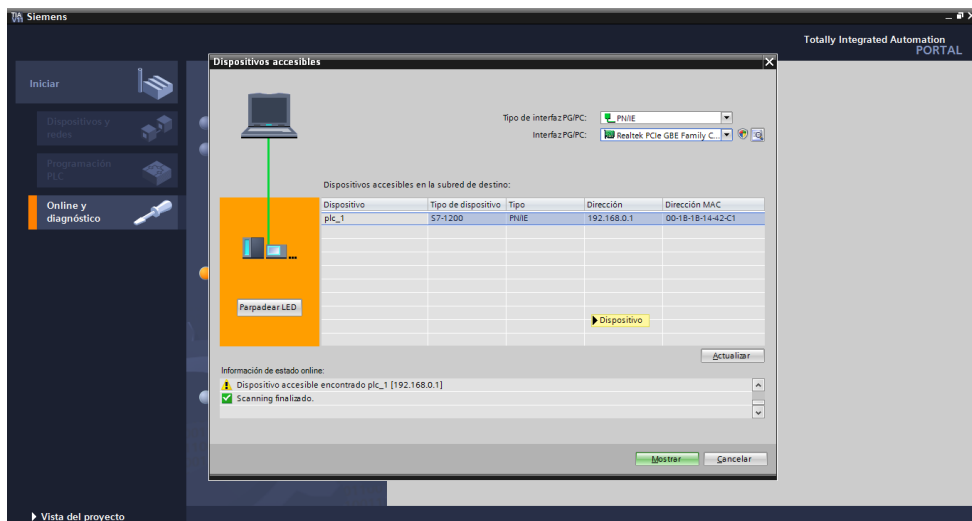 Siemens
Totally Integrated Automation
PORTAL
Dispositivos accesibles
Iniciar
Dispositivos y
redes
Programación
PLC
Online y
diagnóstico
Tipo de interfaz PG/PC:
PN/IE
Interfaz PG/PC:
Realtek PCIe GBE Family C...
Dispositivos accesibles en la subred de destino:
Dispositivo Tipo de dispositivo Tipo Dirección Dirección MAC
plc_1 S7-1200 PN/IE 192.168.0.1 00-1B-1B-14-42-C1
Parpadear LED
Dispositivo
Actualizar
Información de estado online:
Dispositivo accesible encontrado plc_1 [192.168.0.1]
Scanning finalizado.
Mostrar Cancelar
Vista del proyecto